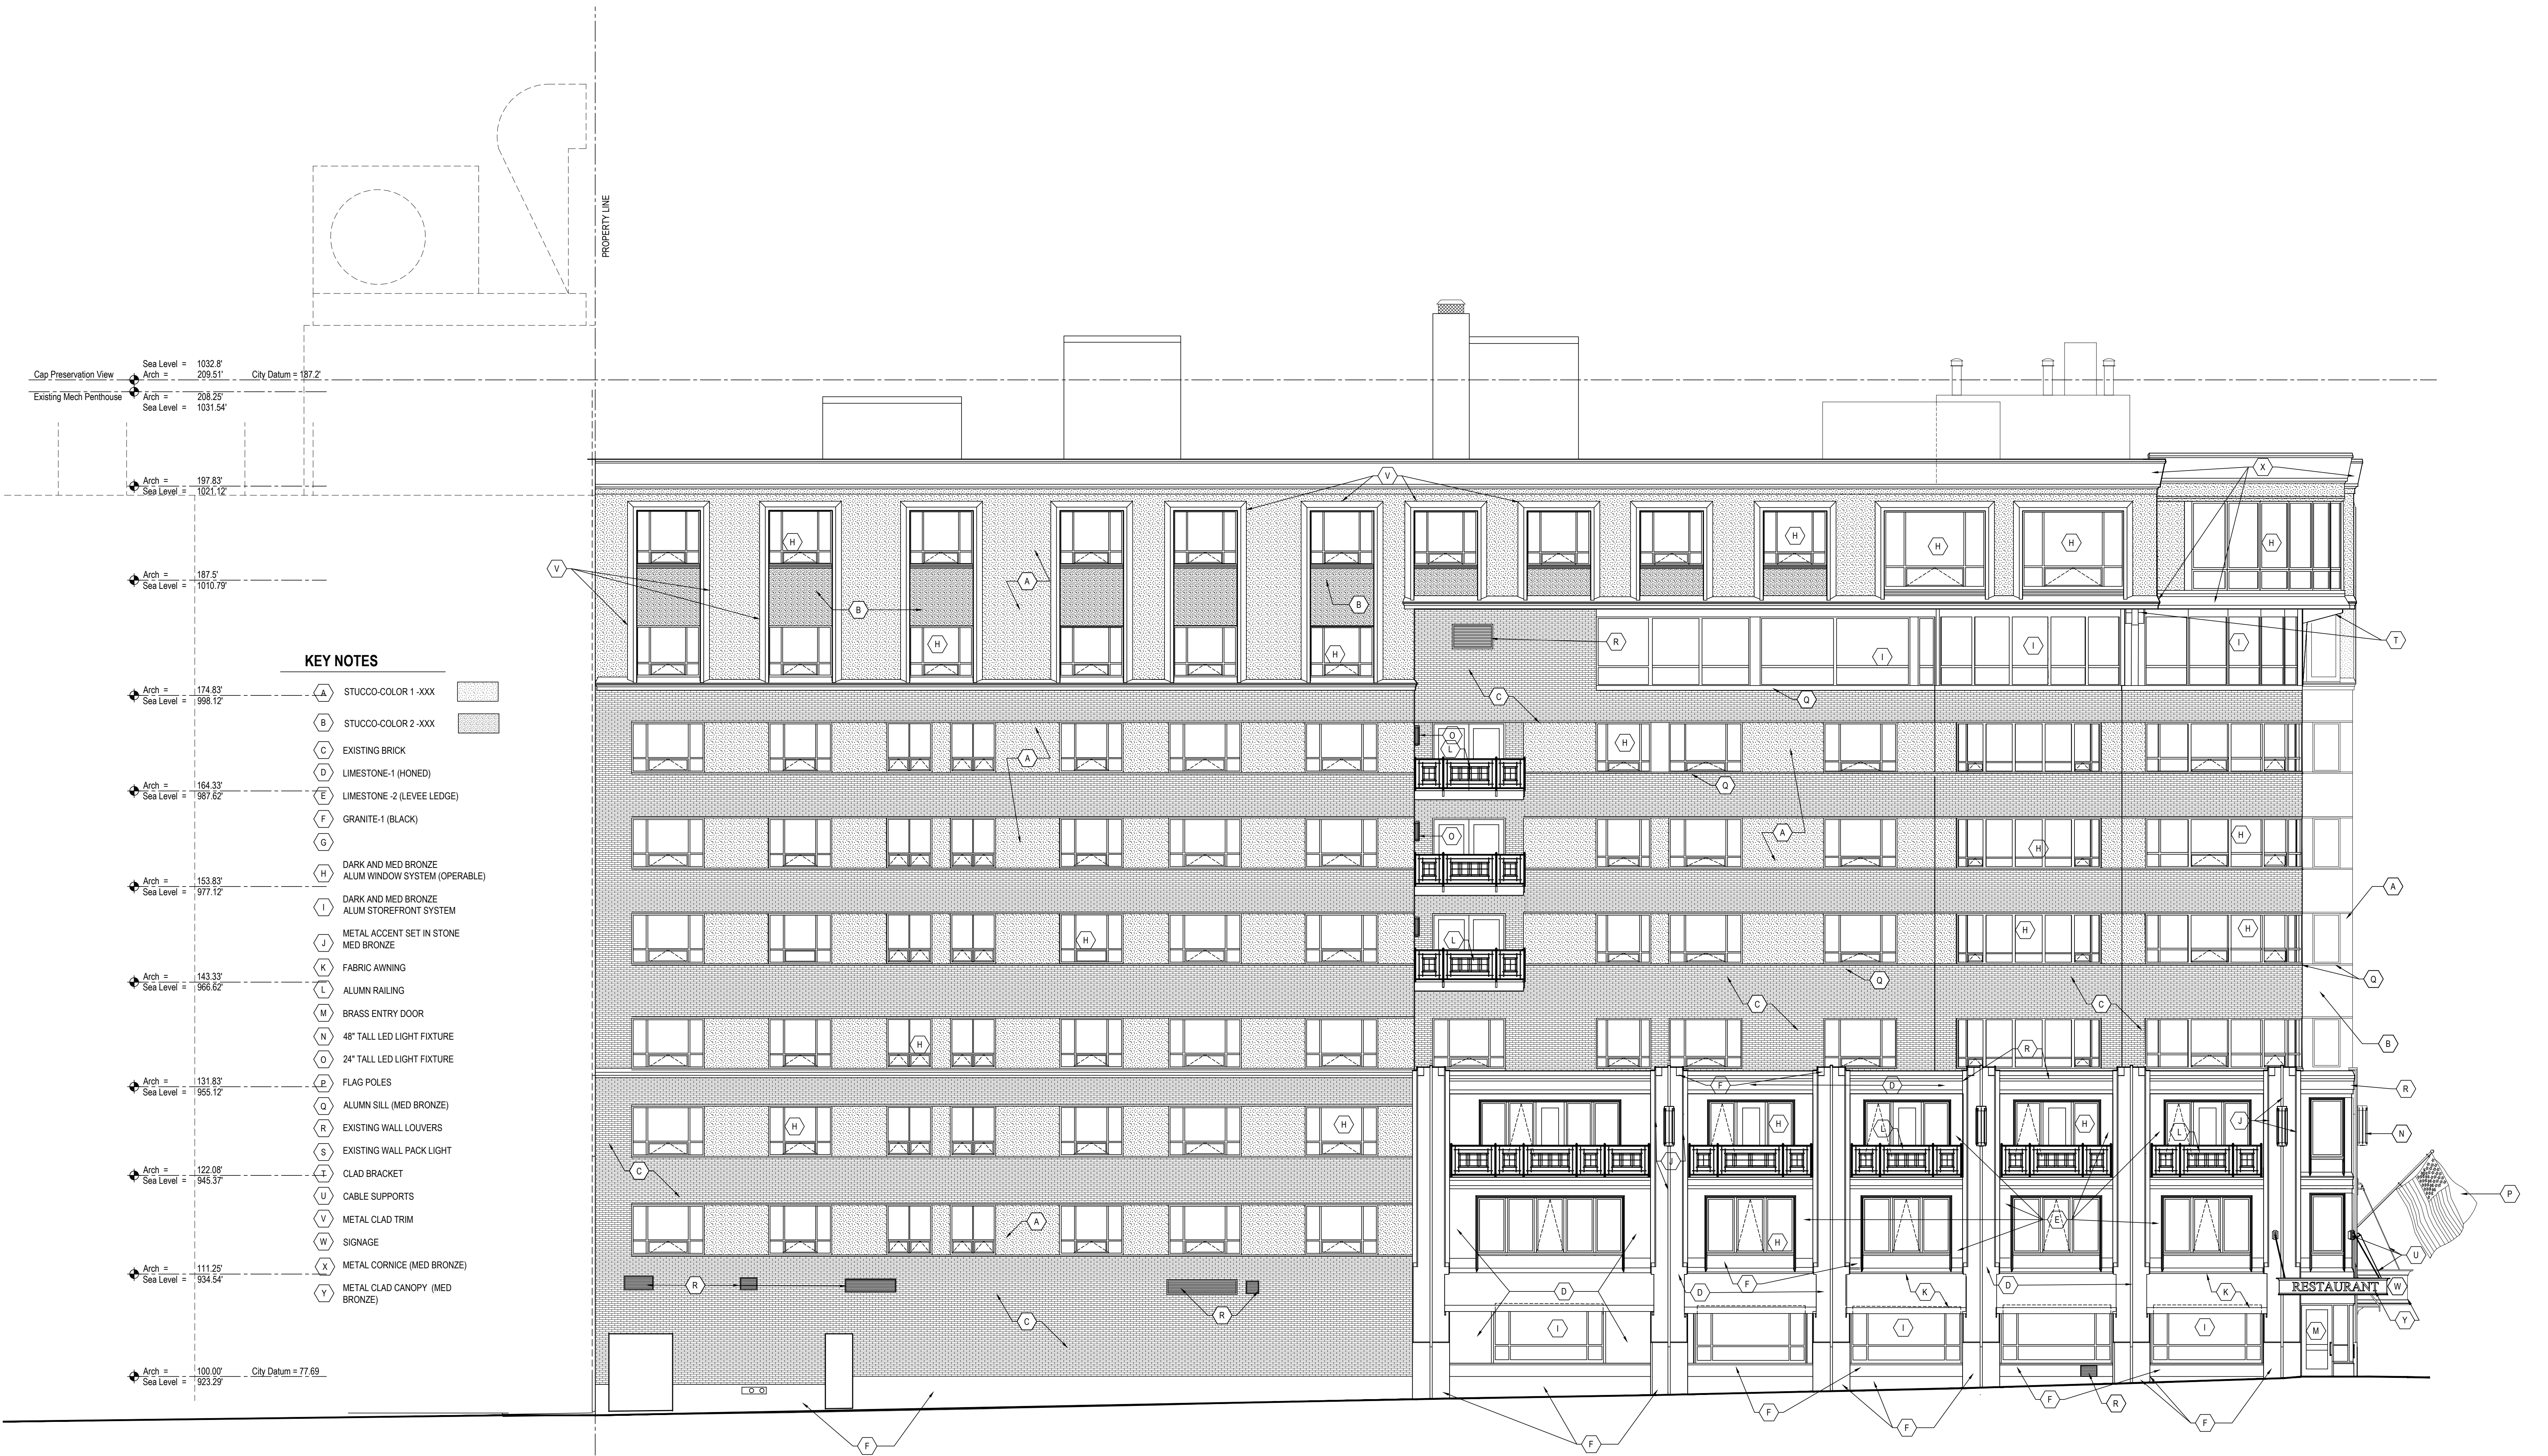 PROPERTY LINE
Sea Level = 1032.8'
Cap Preservation View Arch = 209.51' City Datum = 187.2'
Existing Mech Penthouse Arch = 208.25'
Sea Level = 1031.54'
Arch = 197.83'
Sea Level = 1021.12'
Arch = 187.5'
Sea Level = 1010.79'
Arch = 174.83'
Sea Level = 998.12'
Arch = 164.33'
Sea Level = 987.62'
Arch = 153.83'
Sea Level = 977.12'
Arch = 143.33'
Sea Level = 966.62'
Arch = 131.83'
Sea Level = 955.12'
Arch = 122.08'
Sea Level = 945.37'
Arch = 111.25'
Sea Level = 934.54'
Arch = 100.00' City Datum = 77.69
Sea Level = 923.29'
KEY NOTES
A STUCCO-COLOR 1 -XXX
B STUCCO-COLOR 2 -XXX
C EXISTING BRICK
D LIMESTONE-1 (HONED)
E LIMESTONE -2 (LEVEE LEDGE)
F GRANITE-1 (BLACK)
G
H DARK AND MED BRONZE
ALUM WINDOW SYSTEM (OPERABLE)
I DARK AND MED BRONZE
ALUM STOREFRONT SYSTEM
J METAL ACCENT SET IN STONE
MED BRONZE
K FABRIC AWNING
L ALUMN RAILING
M BRASS ENTRY DOOR
N 48" TALL LED LIGHT FIXTURE
O 24" TALL LED LIGHT FIXTURE
P FLAG POLES
Q ALUMN SILL (MED BRONZE)
R EXISTING WALL LOUVERS
S EXISTING WALL PACK LIGHT
T CLAD BRACKET
U CABLE SUPPORTS
V METAL CLAD TRIM
W SIGNAGE
X METAL CORNICE (MED BRONZE)
Y METAL CLAD CANOPY (MED
BRONZE)
V X
H H H H H
V A B B
H H R I I I T
C Q
O L H A Q
O A H H
A
L H H H
Q Q
C C
H B
R
F D R
H H L H H L J N
C J
P
A E
H U
R F D D K K RESTAURANT W
R C I I I M Y
F F F F F R F